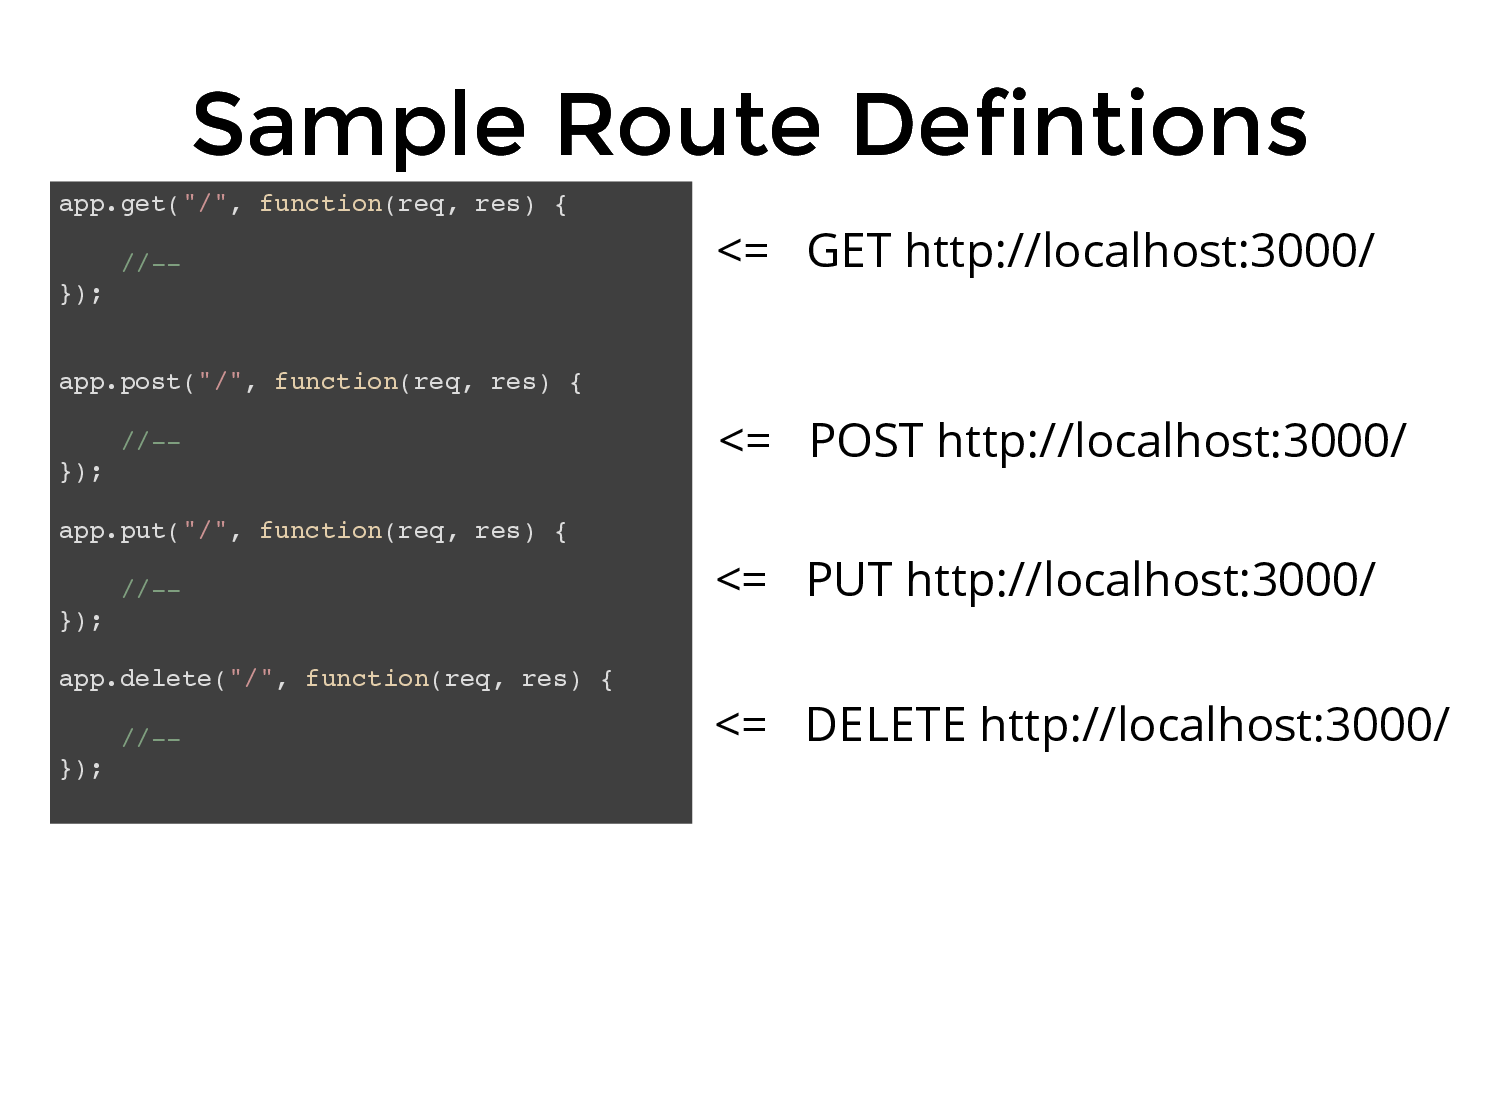 Sample Route Defintions
app.get("/", function(req, res) {
    //--
});
<= GET http://localhost:3000/
app.post("/", function(req, res) {
    //--
});
<= POST http://localhost:3000/
app.put("/", function(req, res) {
    //--
});
<= PUT http://localhost:3000/
app.delete("/", function(req, res) {
    //--
});
<= DELETE http://localhost:3000/